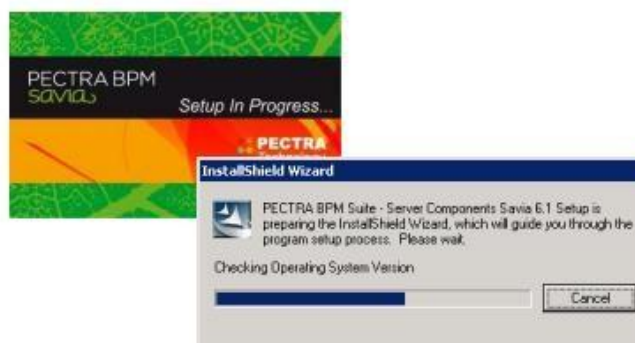 PECTRA BPM
savia
Setup In Progress...
PECTRA
InstallShield Wizard
PECTRA BPM Suite - Server Components Savia 6.1 Setup is
preparing the InstallShield Wizard, which will guide you through the
program setup process. Please wait.
Checking Operating System Version
Cancel